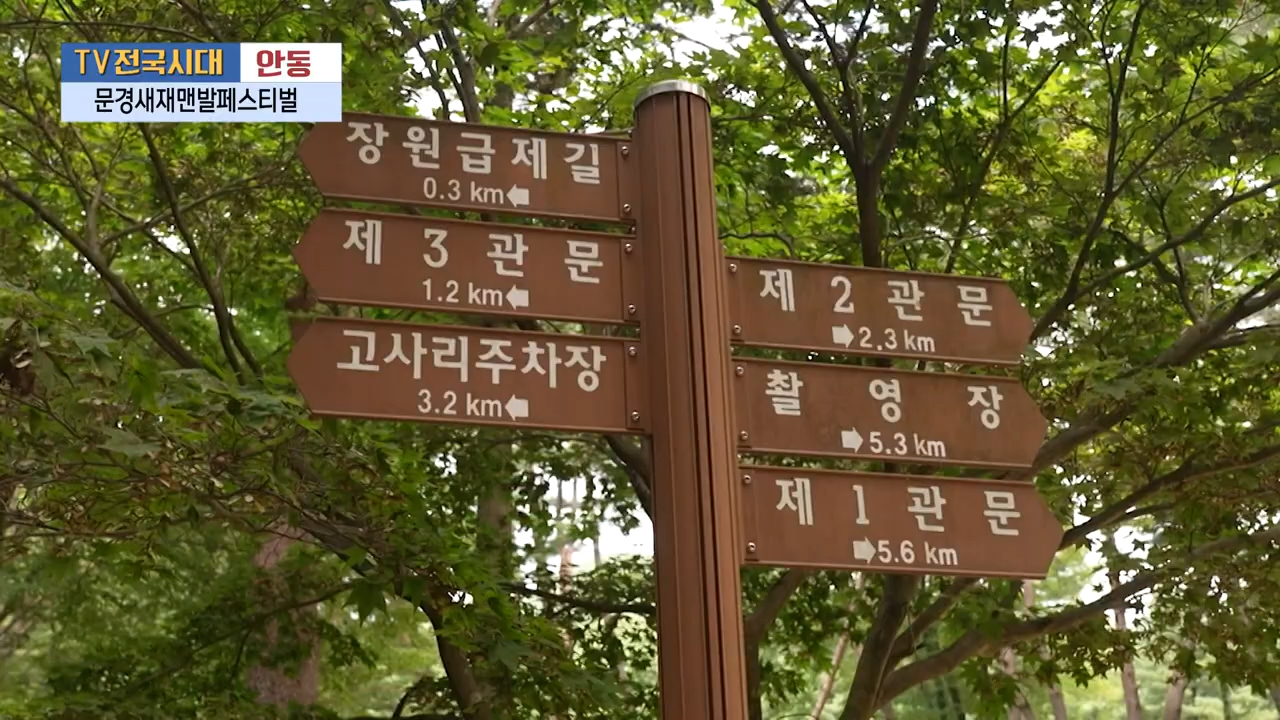 TV전국시대 안동
문경새재맨발페스티벌
장원급제길
0.3 km
제 3 관 문
1.2 km
고사리주차장
3.2 km
제 2 관 문
2.3 km
촬 영 장
5.3 km
제 1 관 문
5.6 km